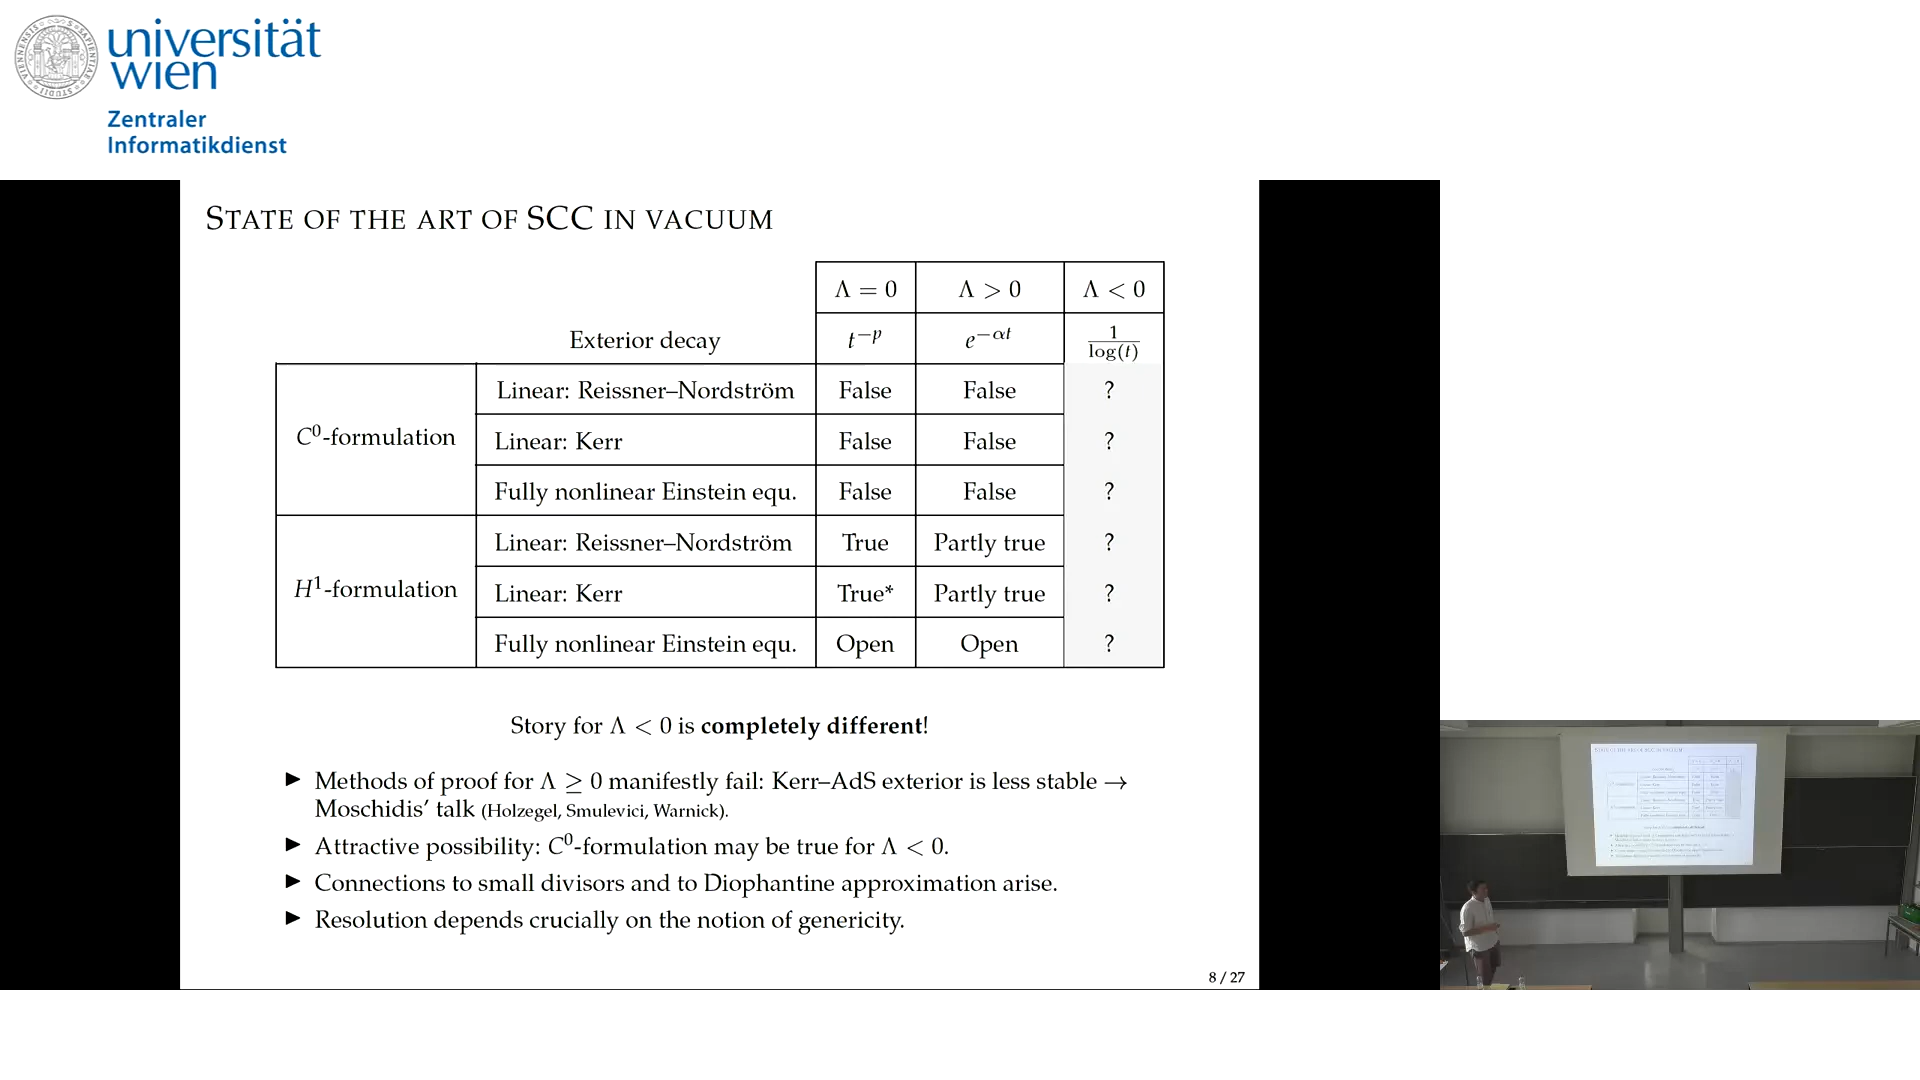 universität
wien
Zentraler
Informatikdienst
STATE OF THE ART OF SCC IN VACUUM
Λ = 0 Λ > 0 Λ < 0
Exterior decay t^{−p} e^{−αt} 1/log(t)
C⁰-formulation
Linear: Reissner–Nordström False False ?
Linear: Kerr False False ?
Fully nonlinear Einstein equ. False False ?
H¹-formulation
Linear: Reissner–Nordström True Partly true ?
Linear: Kerr True* Partly true ?
Fully nonlinear Einstein equ. Open Open ?
Story for Λ < 0 is completely different!
▶ Methods of proof for Λ ≥ 0 manifestly fail: Kerr–AdS exterior is less stable →
Moschidis’ talk (Holzegel, Smulevici, Warnick).
▶ Attractive possibility: C⁰-formulation may be true for Λ < 0.
▶ Connections to small divisors and to Diophantine approximation arise.
▶ Resolution depends crucially on the notion of genericity.
8 / 27